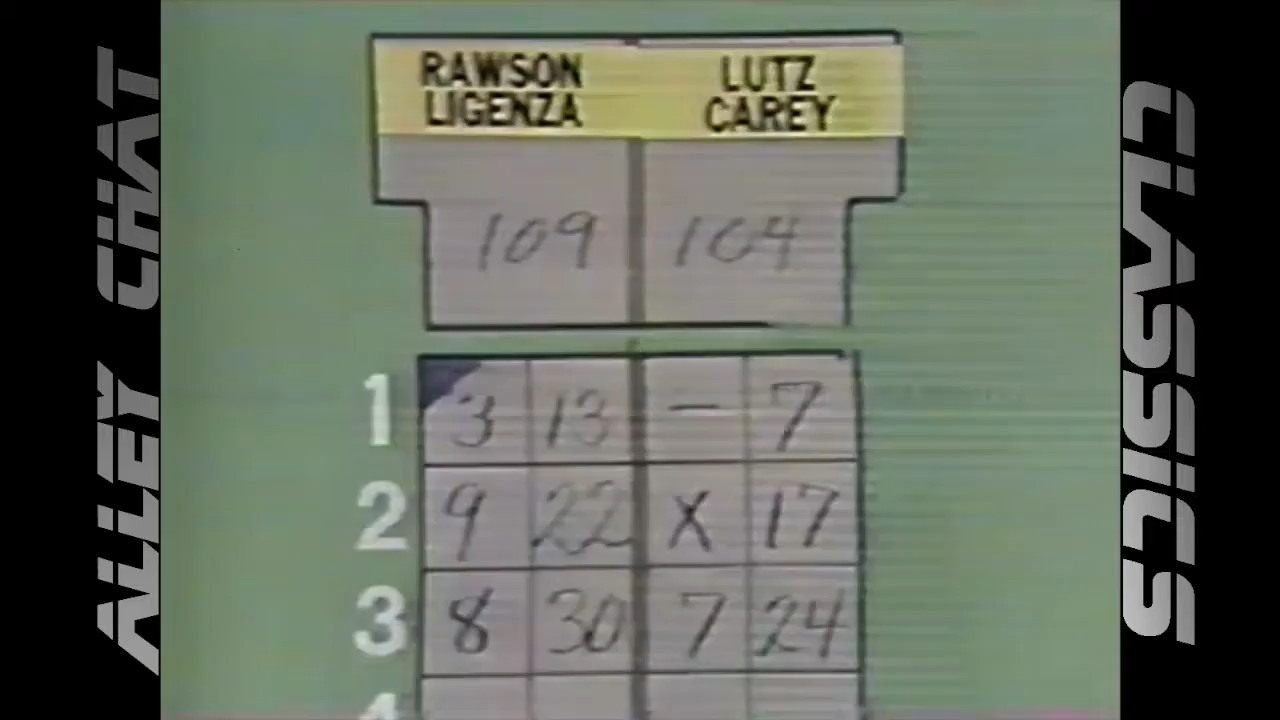 ALLEY CHAT
RAWSON LUTZ
LIGENZA CAREY
109 104
1 3 13 – 7
2 9 22 X 17
3 8 30 7 24
4
CLASSICS